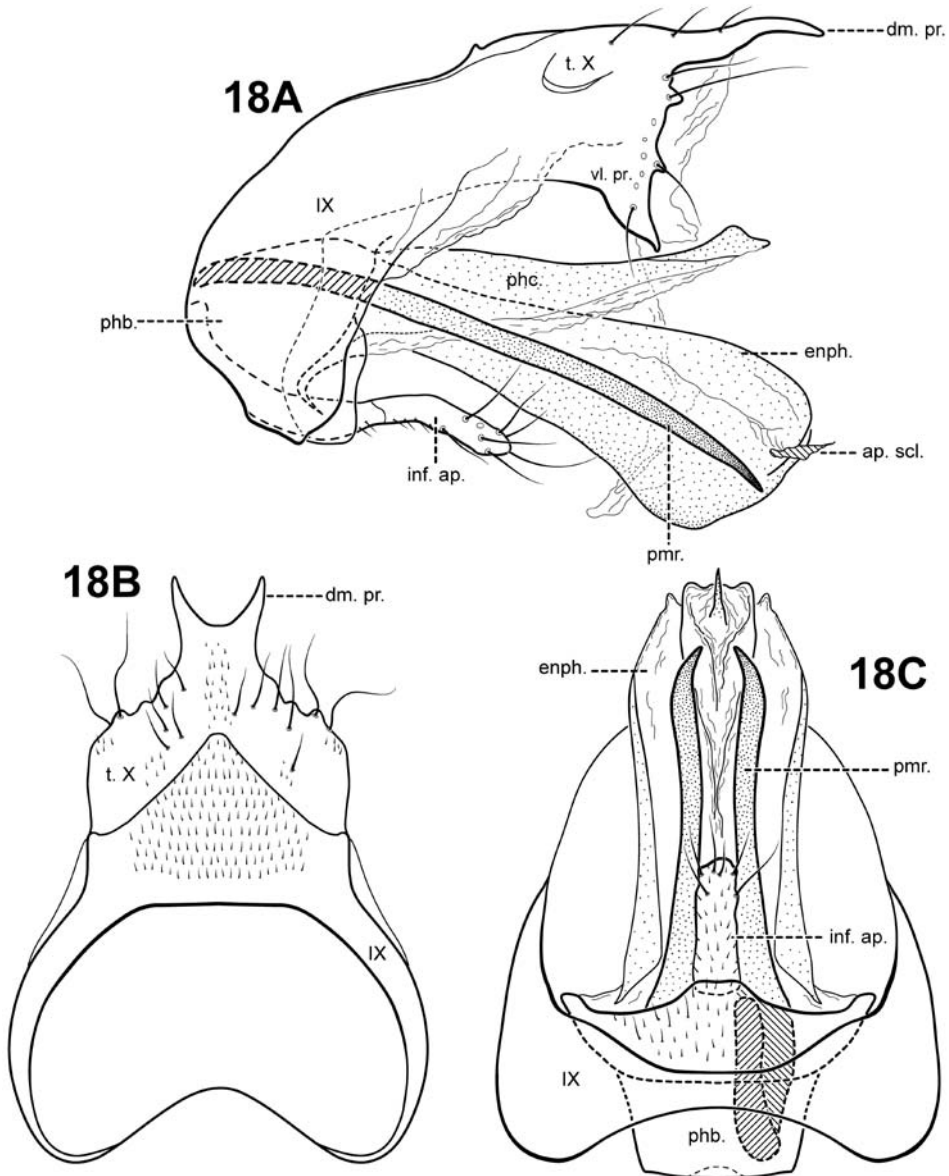 dm. pr.
t. X
18A
vl. pr.
IX
phc.
phb.
enph.
ap. scl.
inf. ap.
pmr.
18B
dm. pr.
enph.
18C
t. X
pmr.
inf. ap.
IX
IX
phb.